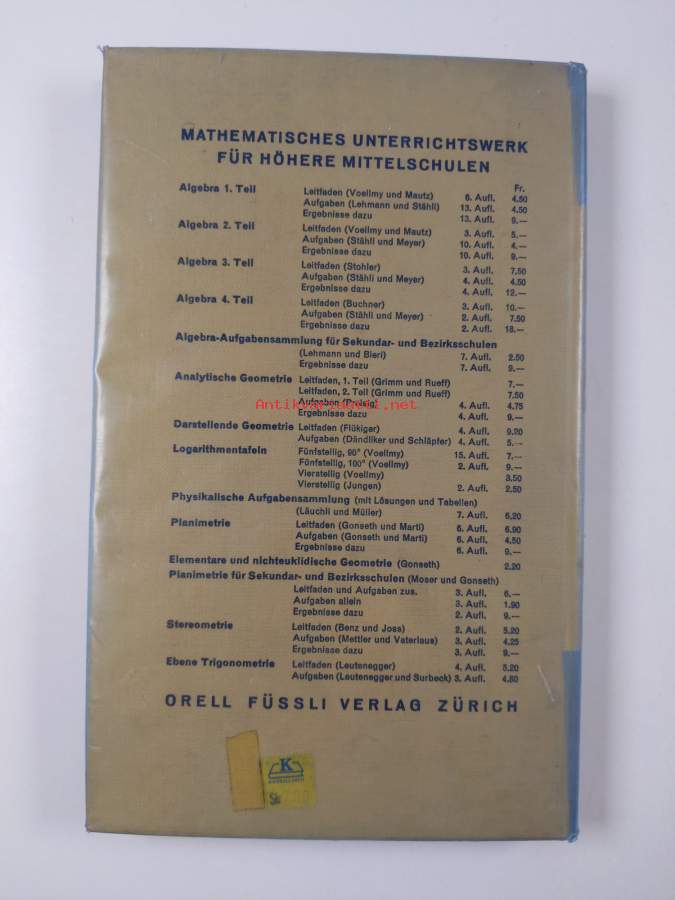 MATHEMATISCHES UNTERRICHTSWERK
FÜR HÖHERE MITTELSCHULEN
Fr.
Algebra 1. Teil Leitfaden (Voellmy und Mautz) 6. Aufl. 4.50
Aufgaben (Lehmann und Stähli) 13. Aufl. 4.50
Ergebnisse dazu 13. Aufl. 9.—
Algebra 2. Teil Leitfaden (Voellmy und Mautz) 3. Aufl. 5.—
Aufgaben (Stähli und Meyer) 10. Aufl. 4.—
Ergebnisse dazu 10. Aufl. 9.—
Algebra 3. Teil Leitfaden (Stohler) 3. Aufl. 7.50
Aufgaben (Stähli und Meyer) 4. Aufl. 4.50
Ergebnisse dazu 4. Aufl. 12.—
Algebra 4. Teil Leitfaden (Buchner) 3. Aufl. 10.—
Aufgaben (Stähli und Meyer) 2. Aufl. 7.50
Ergebnisse dazu 2. Aufl. 18.—
Algebra-Aufgabensammlung für Sekundar- und Bezirksschulen
(Lehmann und Bieri) 7. Aufl. 2.50
Ergebnisse dazu 7. Aufl. 9.—
Analytische Geometrie Leitfaden, 1. Teil (Grimm und Rueff) 7.—
Leitfaden, 2. Teil (Grimm und Rueff) 7.50
Antikvariaatti.net
Aufgaben 4. Aufl. 4.75
Ergebnisse dazu 4. Aufl. 9.—
Darstellende Geometrie Leitfaden (Flükiger) 4. Aufl. 9.20
Aufgaben (Dändliker und Schläpfer) 4. Aufl. 5.—
Logarithmentafeln Fünfstellig, 90° (Voellmy) 15. Aufl. 7.—
Fünfstellig, 100° (Voellmy) 2. Aufl. 9.—
Vierstellig (Voellmy) 3.50
Vierstellig (Jungen) 2. Aufl. 2.50
Physikalische Aufgabensammlung (mit Lösungen und Tabellen)
(Läuchli und Müller) 7. Aufl. 6.20
Planimetrie Leitfaden (Gonseth und Marti) 6. Aufl. 6.90
Aufgaben (Gonseth und Marti) 6. Aufl. 4.50
Ergebnisse dazu 6. Aufl. 9.—
Elementare und nichteuklidische Geometrie (Gonseth) 2.20
Planimetrie für Sekundar- und Bezirksschulen (Moser und Gonseth)
Leitfaden und Aufgaben zus. 3. Aufl. 6.—
Aufgaben allein 3. Aufl. 1.90
Ergebnisse dazu 2. Aufl. 9.—
Stereometrie Leitfaden (Benz und Joss) 2. Aufl. 5.20
Aufgaben (Mettler und Vaterlaus) 3. Aufl. 4.25
Ergebnisse dazu 3. Aufl. 9.—
Ebene Trigonometrie Leitfaden (Leutenegger) 4. Aufl. 5.20
Aufgaben (Leutenegger und Surbeck) 3. Aufl. 4.80
ORELL FÜSSLI VERLAG ZÜRICH
K